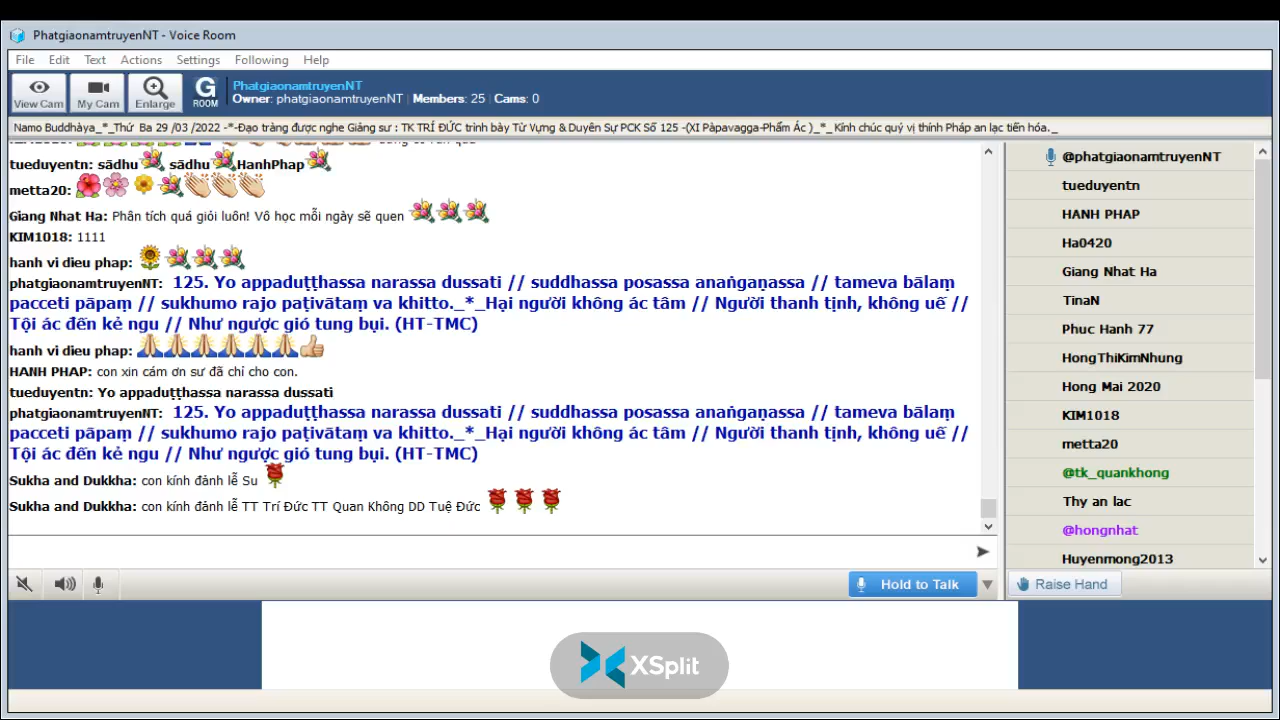 PhatgiaonamtruyenNT - Voice Room
File Edit Text Actions Settings Following Help
View Cam
My Cam
Enlarge
G ROOM
PhatgiaonamtruyenNT
Owner: phatgiaonamtruyenNT | Members: 25 | Cams: 0
Namo Buddhàya_*_Thứ Ba 29 /03 /2022 -*-Đạo tràng được nghe Giảng sư : TK TRÍ ĐỨC trình bày Từ Vựng & Duyên Sự PCK Số 125 -(XI Pàpavagga-Phẩm Ác )_*_ Kính chúc quý vị thính Pháp an lạc tiến hóa._
tueduyentn: sādhu sādhu HanhPhap
metta20:
Giang Nhat Ha: Phân tích quá giỏi luôn! Vô học mỗi ngày sẽ quen
KIM1018: 1111
hanh vi dieu phap:
phatgiaonamtruyenNT: 125. Yo appaduṭṭhassa narassa dussati // suddhassa posassa anaṅgaṇassa // tameva bālaṃ
pacceti pāpaṃ // sukhumo rajo paṭivātaṃ va khitto._*_Hại người không ác tâm // Người thanh tịnh, không uế //
Tội ác đến kẻ ngu // Như ngược gió tung bụi. (HT-TMC)
hanh vi dieu phap:
HANH PHAP: con xin cám ơn sư đã chỉ cho con.
tueduyentn: Yo appaduṭṭhassa narassa dussati
phatgiaonamtruyenNT: 125. Yo appaduṭṭhassa narassa dussati // suddhassa posassa anaṅgaṇassa // tameva bālaṃ
pacceti pāpaṃ // sukhumo rajo paṭivātaṃ va khitto._*_Hại người không ác tâm // Người thanh tịnh, không uế //
Tội ác đến kẻ ngu // Như ngược gió tung bụi. (HT-TMC)
Sukha and Dukkha: con kính đảnh lễ Su
Sukha and Dukkha: con kính đảnh lễ TT Trí Đức TT Quan Không DD Tuệ Đức
@phatgiaonamtruyenNT
tueduyentn
HANH PHAP
Ha0420
Giang Nhat Ha
TinaN
Phuc Hanh 77
HongThiKimNhung
Hong Mai 2020
KIM1018
metta20
@tk_quankhong
Thy an lac
@hongnhat
Huyenmong2013
Hold to Talk
Raise Hand
XSplit